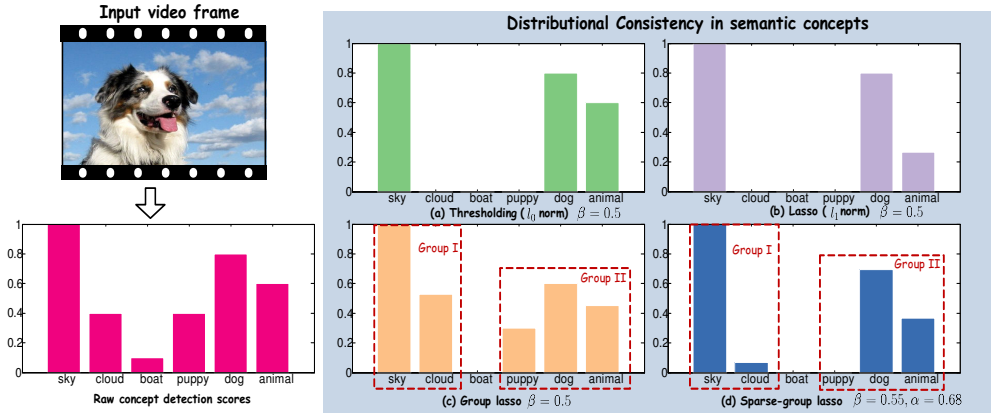 Input video frame
Distributional Consistency in semantic concepts
1
0.8
0.6
0.4
0.2
0
sky cloud boat puppy dog animal
(a) Thresholding ( l₀ norm) β = 0.5
1
0.8
0.6
0.4
0.2
0
sky cloud boat puppy dog animal
(b) Lasso ( l₁ norm) β = 0.5
1
0.8
0.6
0.4
0.2
0
sky cloud boat puppy dog animal
Raw concept detection scores
1
0.8
0.6
0.4
0.2
0
Group I
Group II
sky cloud boat puppy dog animal
(c) Group lasso β = 0.5
1
0.8
0.6
0.4
0.2
0
Group I
Group II
sky cloud boat puppy dog animal
(d) Sparse-group lasso β = 0.55, α = 0.68